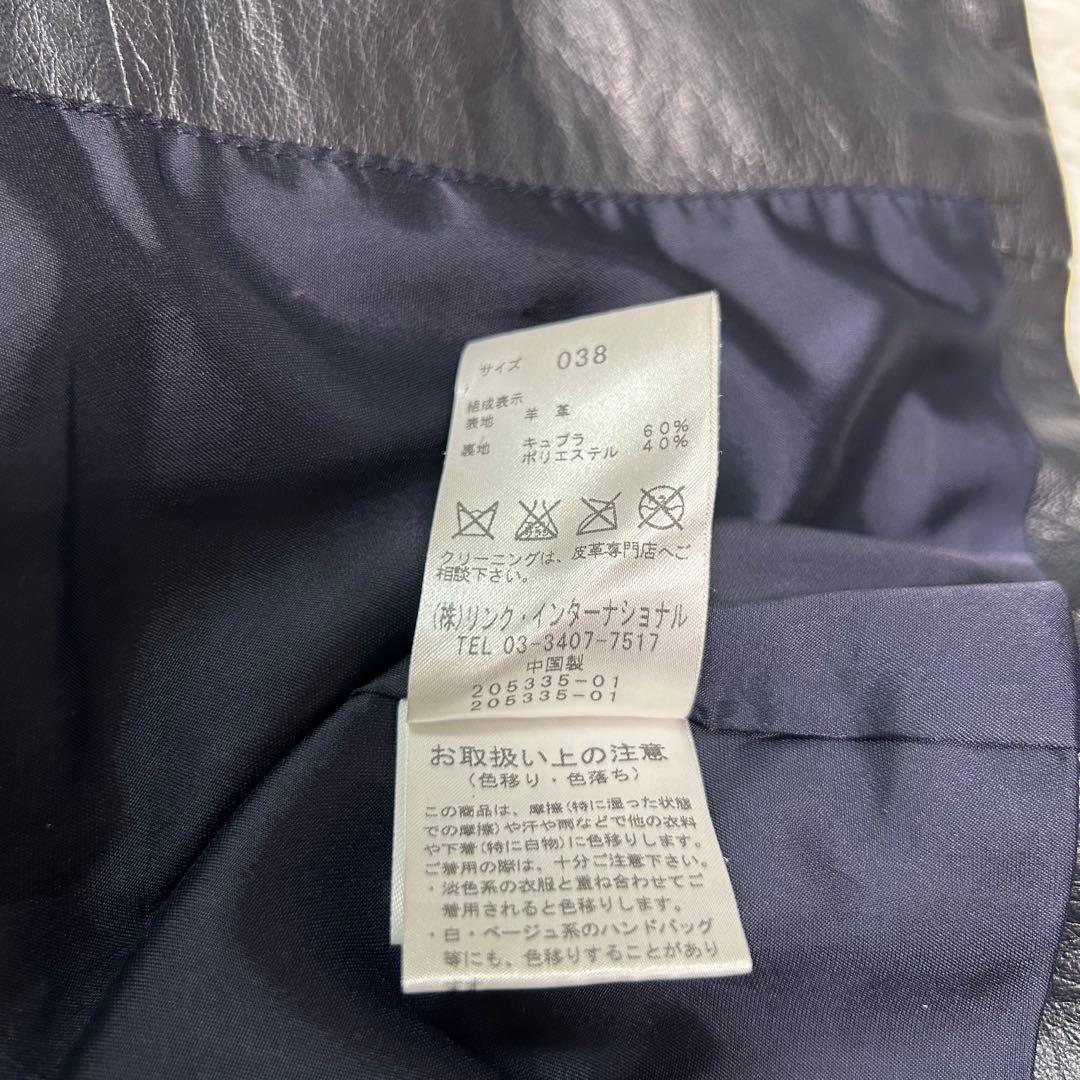 サイズ 038
組成表示
表地 羊 革
裏地 キュプラ 60%
ポリエステル 40%
クリーニングは、皮革専門店へご
相談下さい。
(株)リンク・インターナショナル
TEL 03-3407-7517
中国製
205335-01
205335-01
お取扱い上の注意
(色移り・色落ち)
この商品は、摩擦(特に湿った状態
での摩擦)や汗や雨などで他の衣料
や下着(特に白物)に色移りします。
ご着用の際は、十分ご注意下さい。
・淡色系の衣服と重ね合わせてご
着用されると色移りします。
・白・ベージュ系のハンドバッグ
等にも、色移りすることがあり
ます